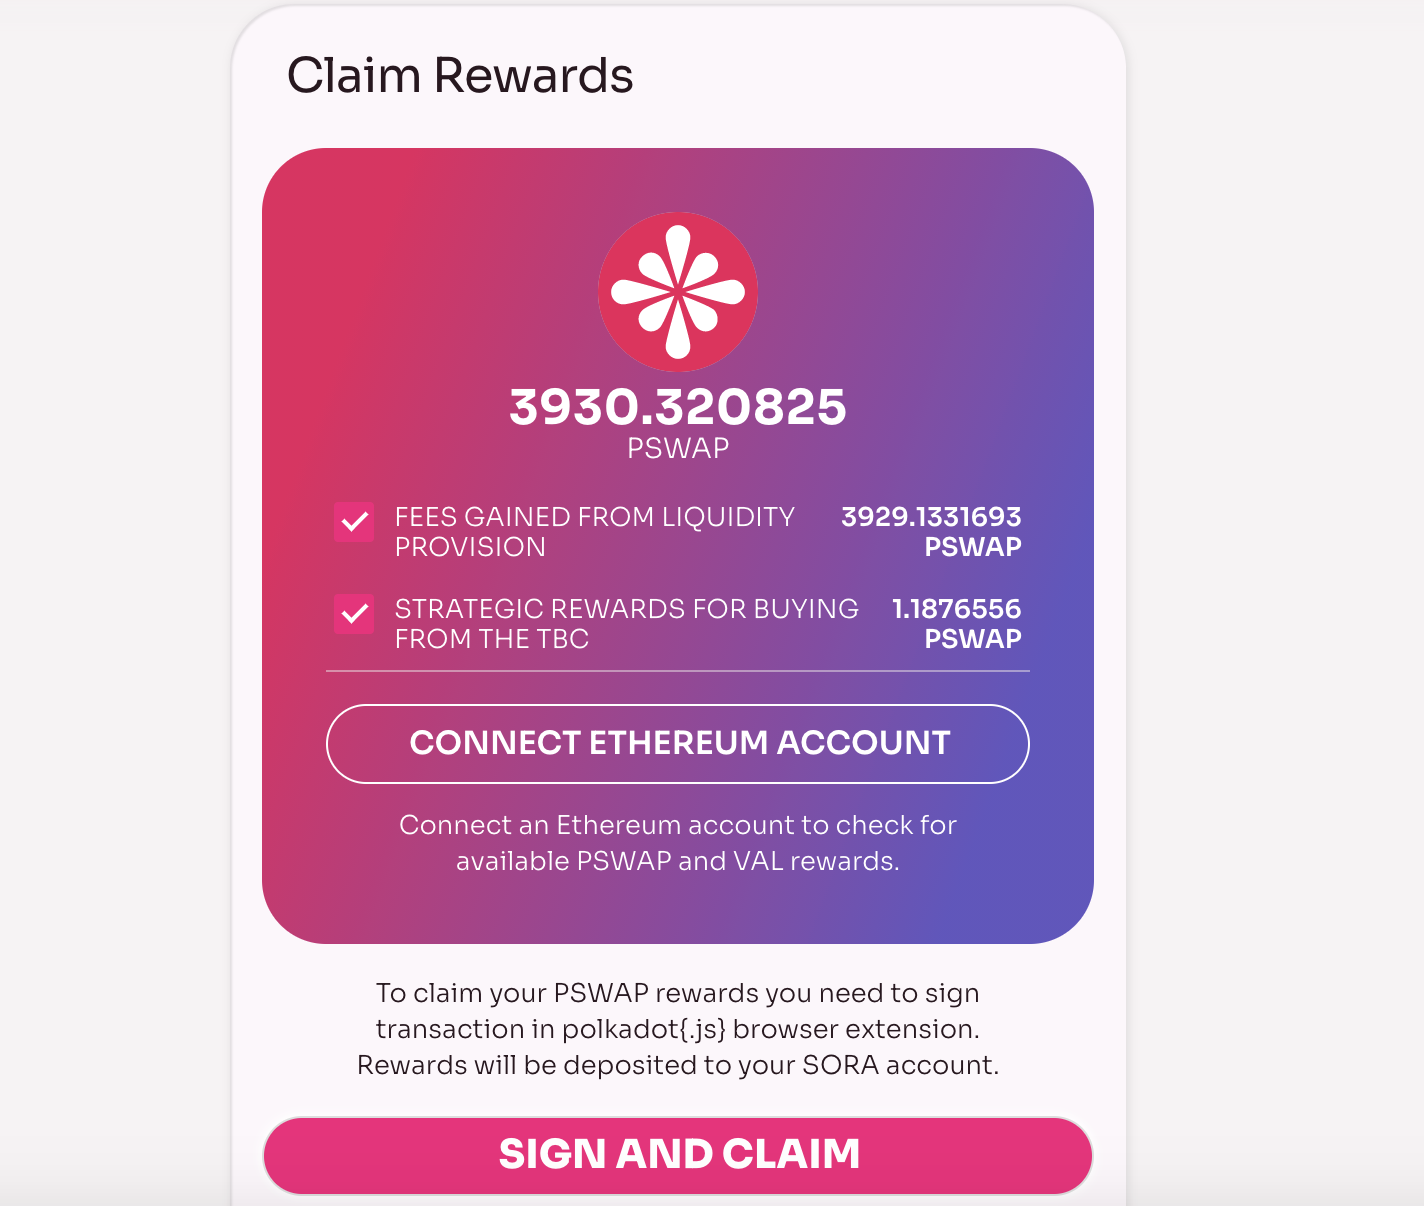 Claim Rewards
3930.320825
PSWAP
FEES GAINED FROM LIQUIDITY 3929.1331693
PROVISION PSWAP
STRATEGIC REWARDS FOR BUYING 1.1876556
FROM THE TBC PSWAP
CONNECT ETHEREUM ACCOUNT
Connect an Ethereum account to check for
available PSWAP and VAL rewards.
To claim your PSWAP rewards you need to sign
transaction in polkadot{.js} browser extension.
Rewards will be deposited to your SORA account.
SIGN AND CLAIM